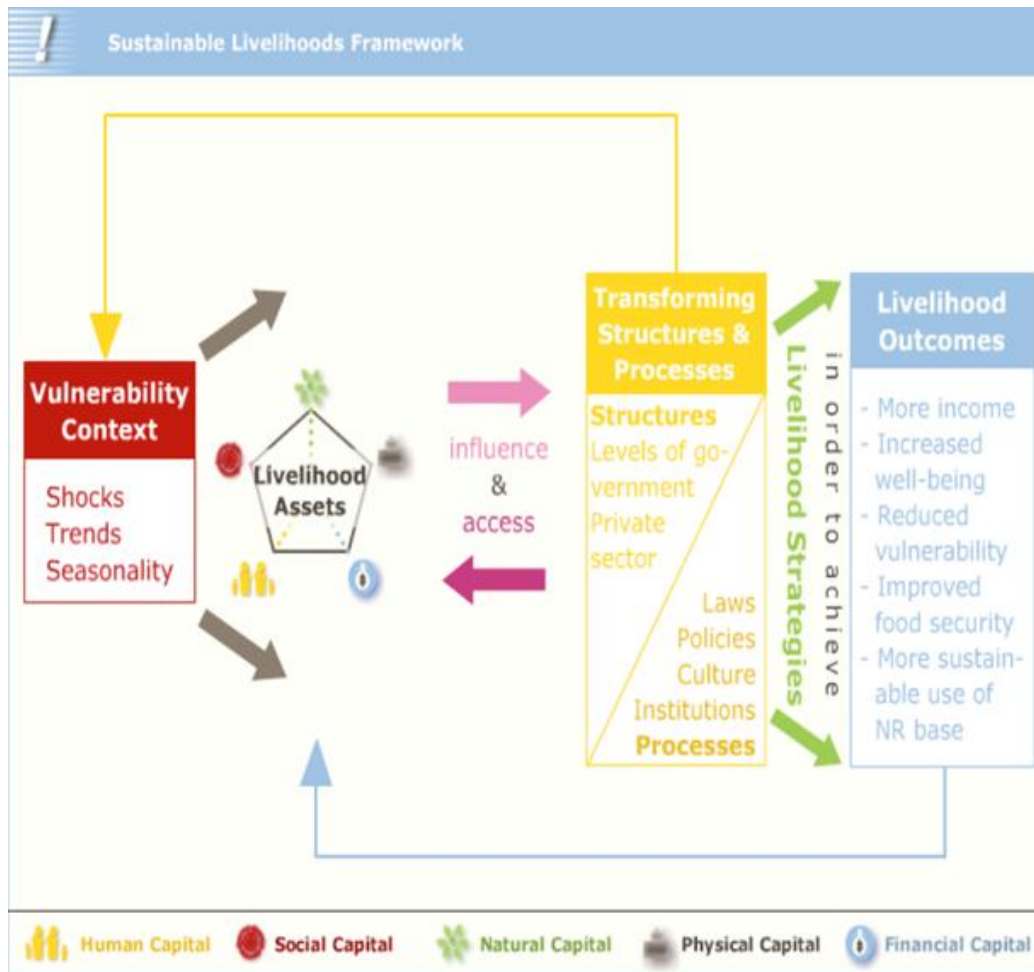 !
Sustainable Livelihoods Framework
Vulnerability
Context
Shocks
Trends
Seasonality
Livelihood
Assets
influence
&
access
Transforming
Structures &
Processes
Structures
Levels of go-
vernment
Private
sector
Laws
Policies
Culture
Institutions
Processes
Livelihood Strategies
in order to achieve
Livelihood
Outcomes
- More income
- Increased
well-being
- Reduced
vulnerability
- Improved
food security
- More sustain-
able use of
NR base
Human Capital
Social Capital
Natural Capital
Physical Capital
Financial Capital